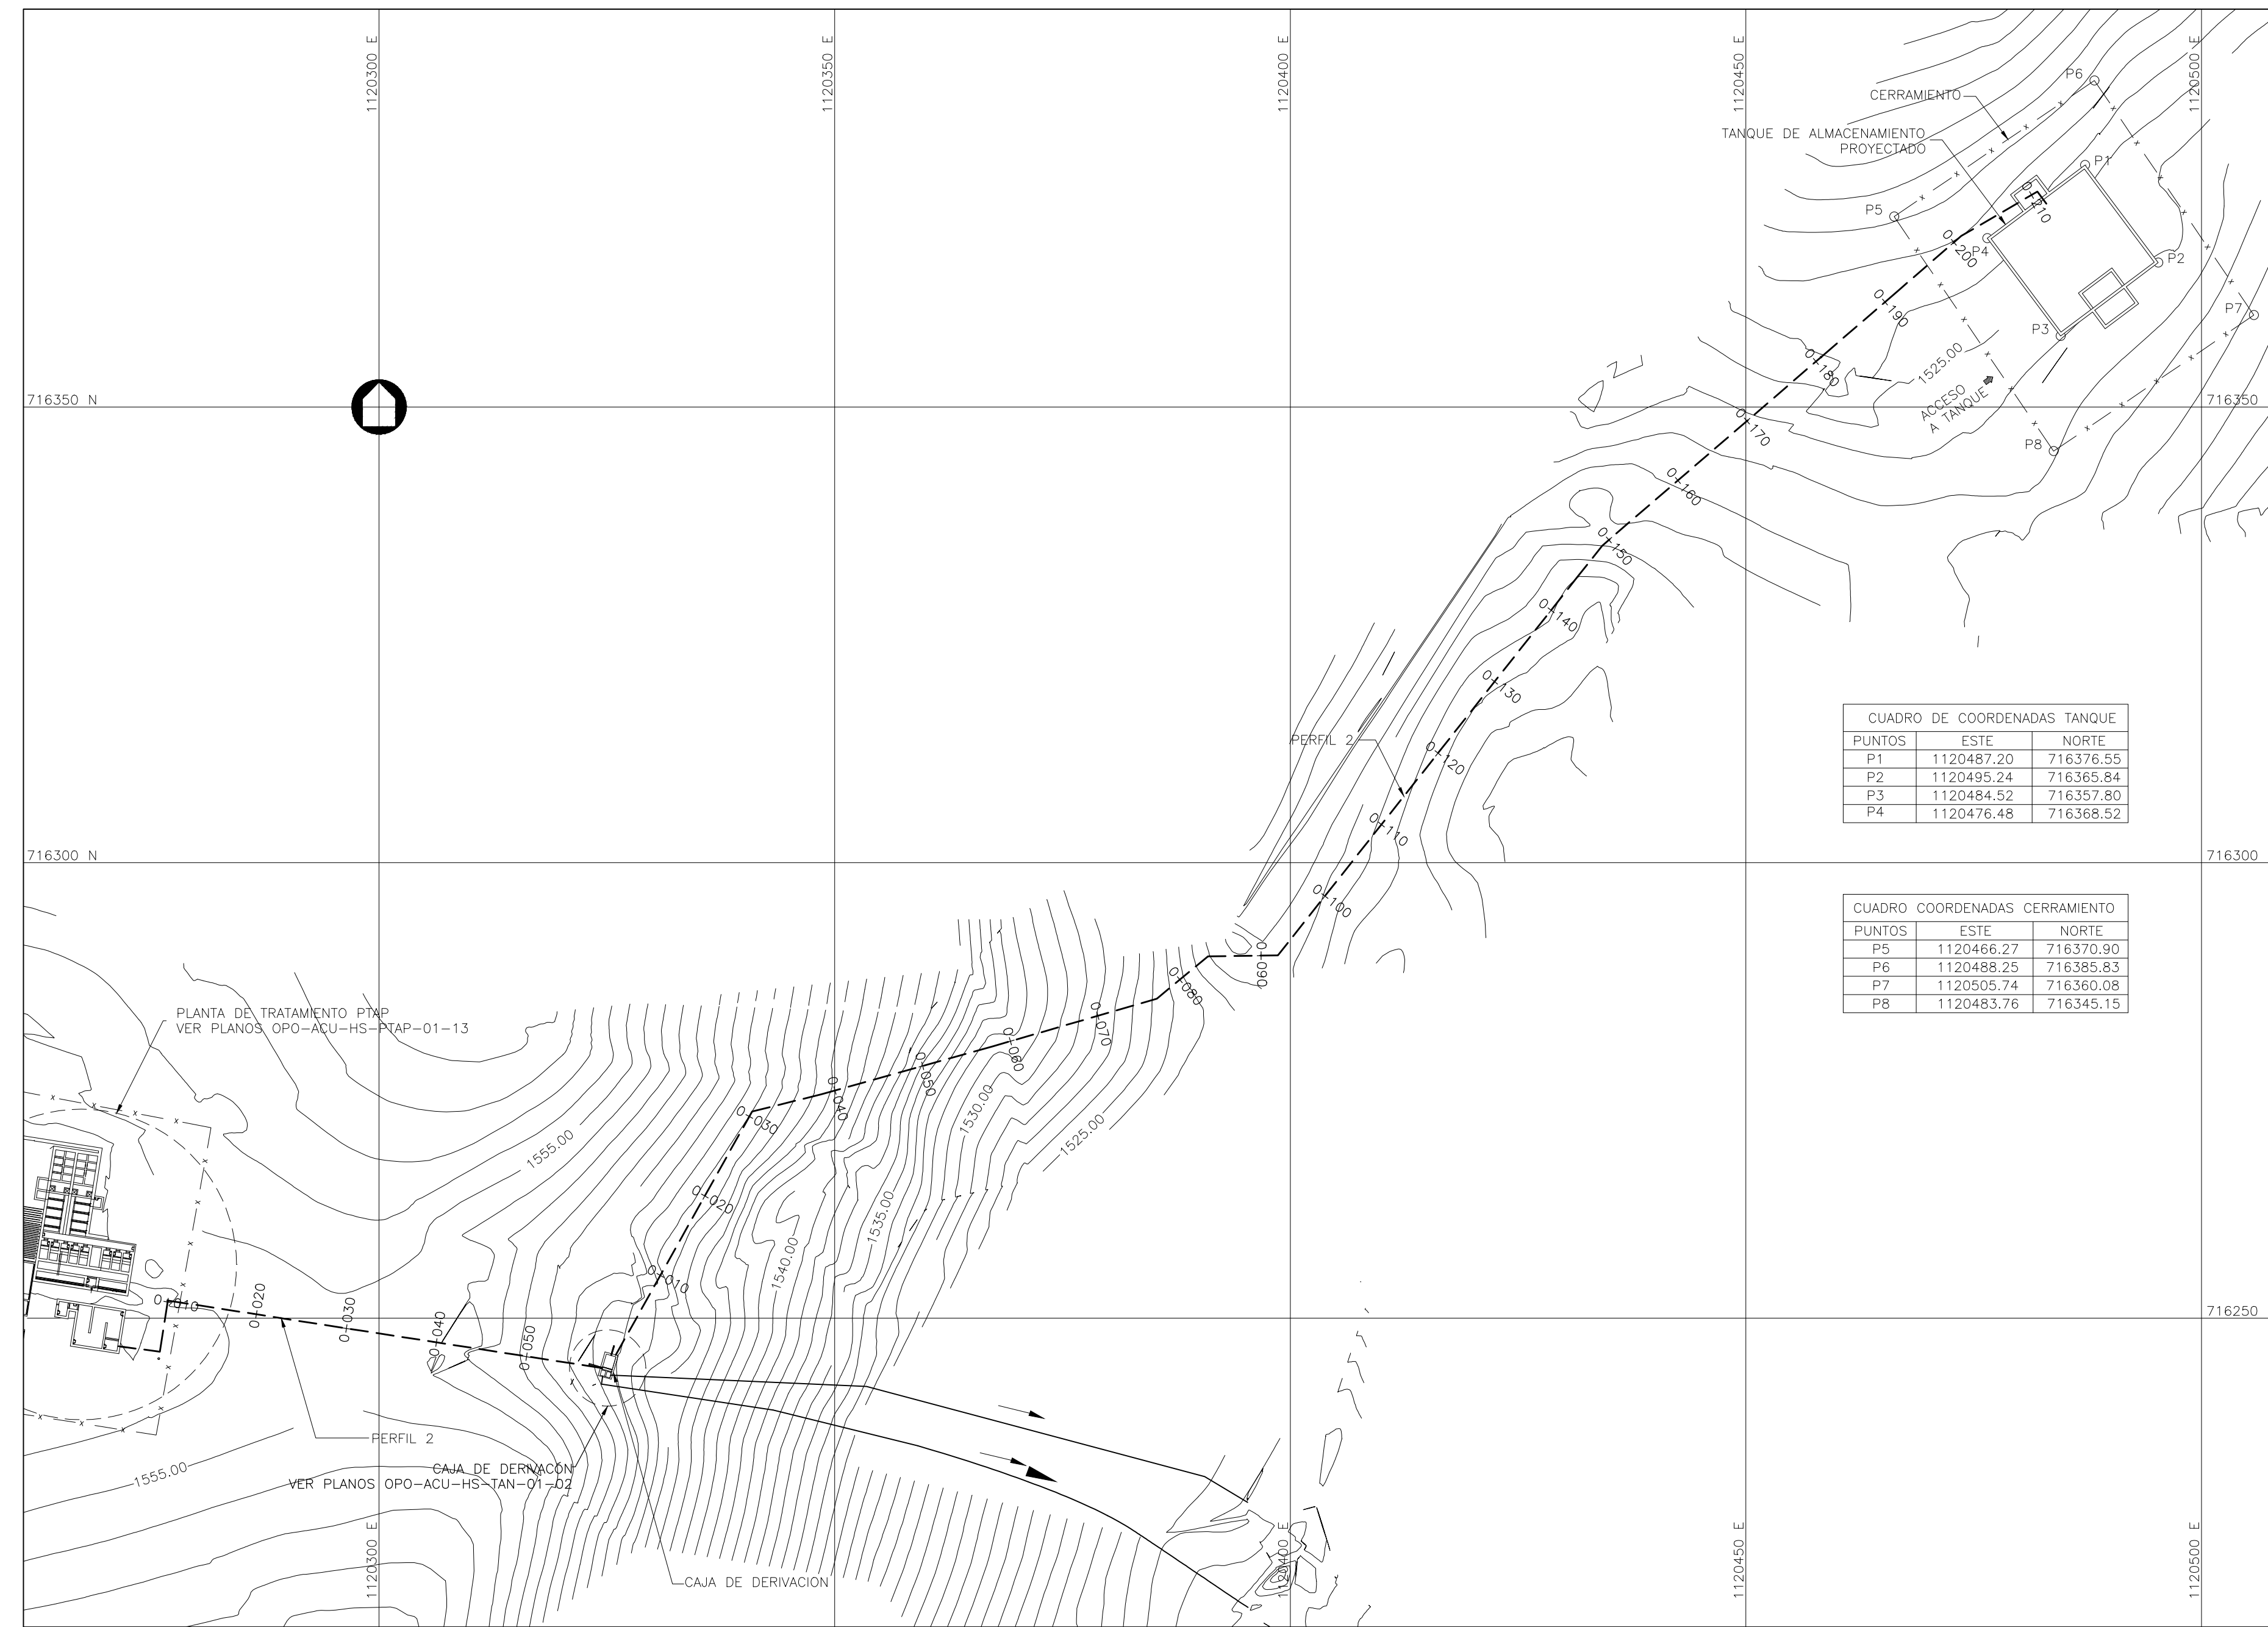 1120300 E
1120350 E
1120400 E
1120450 E
1120500 E
P6
CERRAMIENTO
TANQUE DE ALMACENAMIENTO
PROYECTADO
P1
P5
0+210
P4
0+200
P2
0+190
P7
P3
0+180
1525.00
ACCESO
A TANQUE
716350 N
716350
0+170
P8
0+160
0+150
0+140
0+130
PERFIL 2
0+120
0+110
0+100
CUADRO DE COORDENADAS TANQUE
PUNTOS ESTE NORTE
P1 1120487.20 716376.55
P2 1120495.24 716365.84
P3 1120484.52 716357.80
P4 1120476.48 716368.52
716300 N
716300
CUADRO COORDENADAS CERRAMIENTO
PUNTOS ESTE NORTE
P5 1120466.27 716370.90
P6 1120488.25 716385.83
P7 1120505.74 716360.08
P8 1120483.76 716345.15
0+090
0+080
0+070
0+060
0+050
0+040
0+030
0+020
0+010
PLANTA DE TRATAMIENTO PTAP
VER PLANOS OPO-ACU-HS-PTAP-01-13
1555.00
1530.00
1525.00
1535.00
1540.00
716250
0+010
0+020
0+030
0+040
0+050
PERFIL 2
1555.00
CAJA DE DERIVACÓN
VER PLANOS OPO-ACU-HS-TAN-01-02
CAJA DE DERIVACION
1120300 E
1120400 E
1120450 E
1120500 E